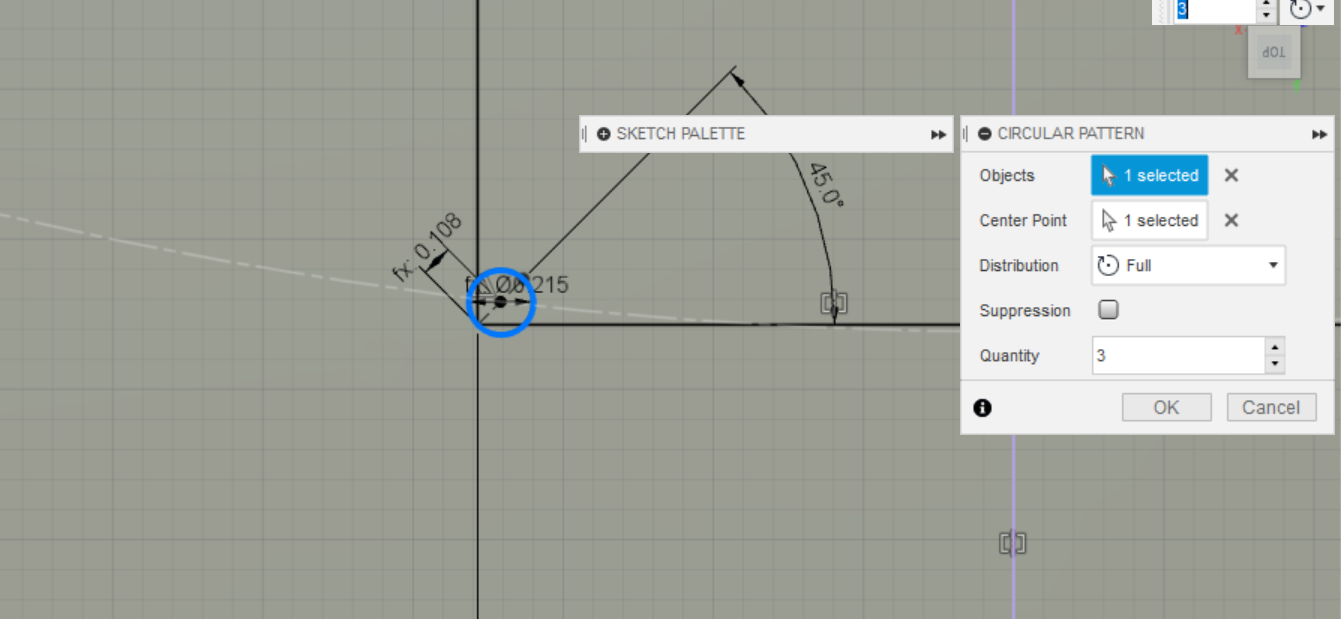 3
TOP
SKETCH PALETTE
CIRCULAR PATTERN
Objects
1 selected
Center Point
1 selected
Distribution
Full
Suppression
Quantity
3
OK
Cancel
45.0°
fx: 0.108
Ø0.215